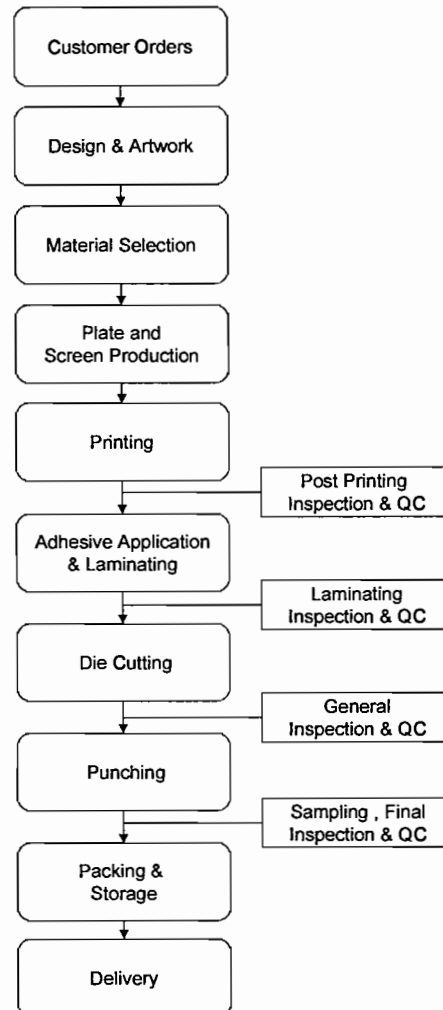 Customer Orders
Design & Artwork
Material Selection
Plate and
Screen Production
Printing
Post Printing
Inspection & QC
Adhesive Application
& Laminating
Laminating
Inspection & QC
Die Cutting
General
Inspection & QC
Punching
Sampling , Final
Inspection & QC
Packing &
Storage
Delivery